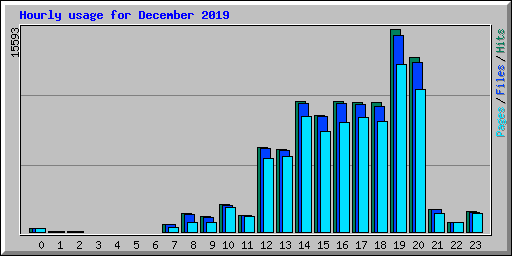 Hourly usage for December 2019
15593
Pages/Files/Hits
0 1 2 3 4 5 6 7 8 9 10 11 12 13 14 15 16 17 18 19 20 21 22 23